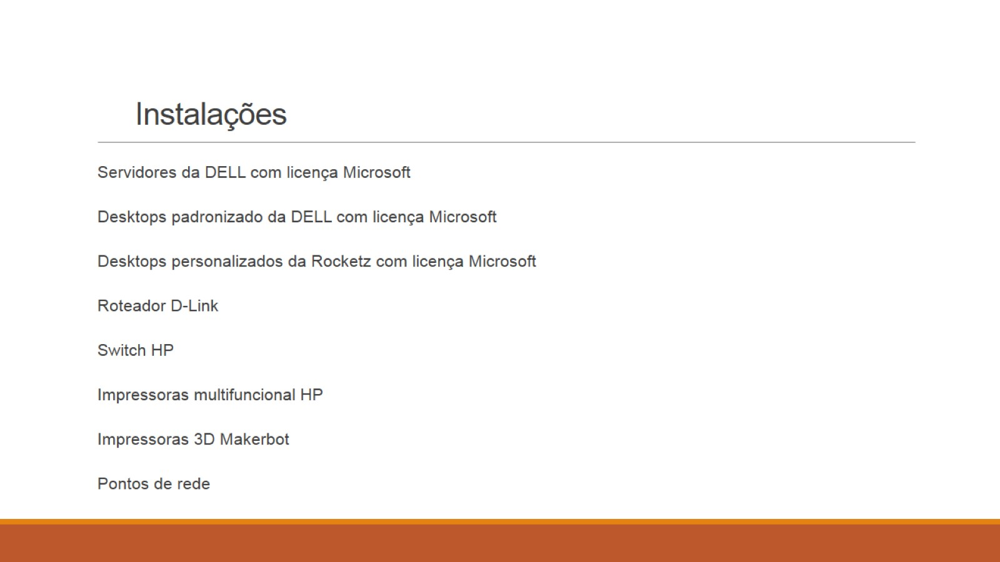 Instalações
Servidores da DELL com licença Microsoft
Desktops padronizado da DELL com licença Microsoft
Desktops personalizados da Rocketz com licença Microsoft
Roteador D-Link
Switch HP
Impressoras multifuncional HP
Impressoras 3D Makerbot
Pontos de rede